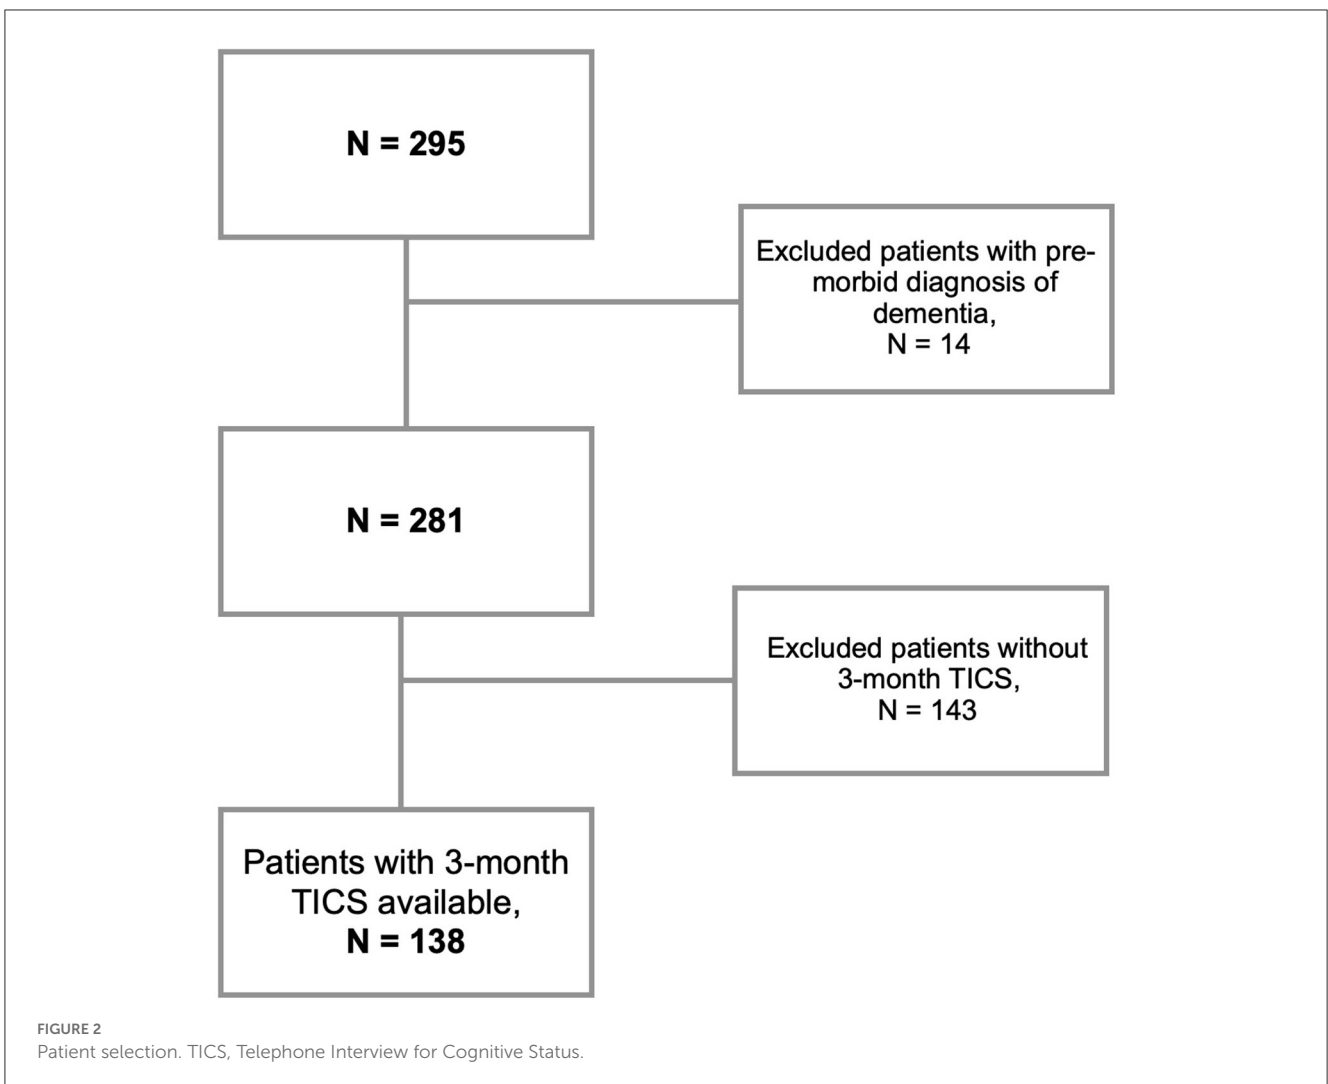 N = 295
Excluded patients with pre-
morbid diagnosis of
dementia,
N = 14
N = 281
Excluded patients without
3-month TICS,
N = 143
Patients with 3-month
TICS available,
N = 138
FIGURE 2
Patient selection. TICS, Telephone Interview for Cognitive Status.